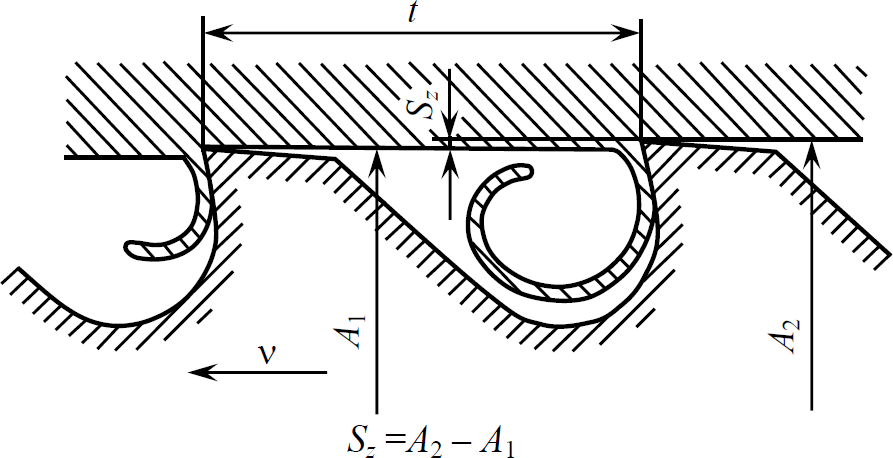 t
S_z
A_1
A_2
ν
S_z =A_2 – A_1